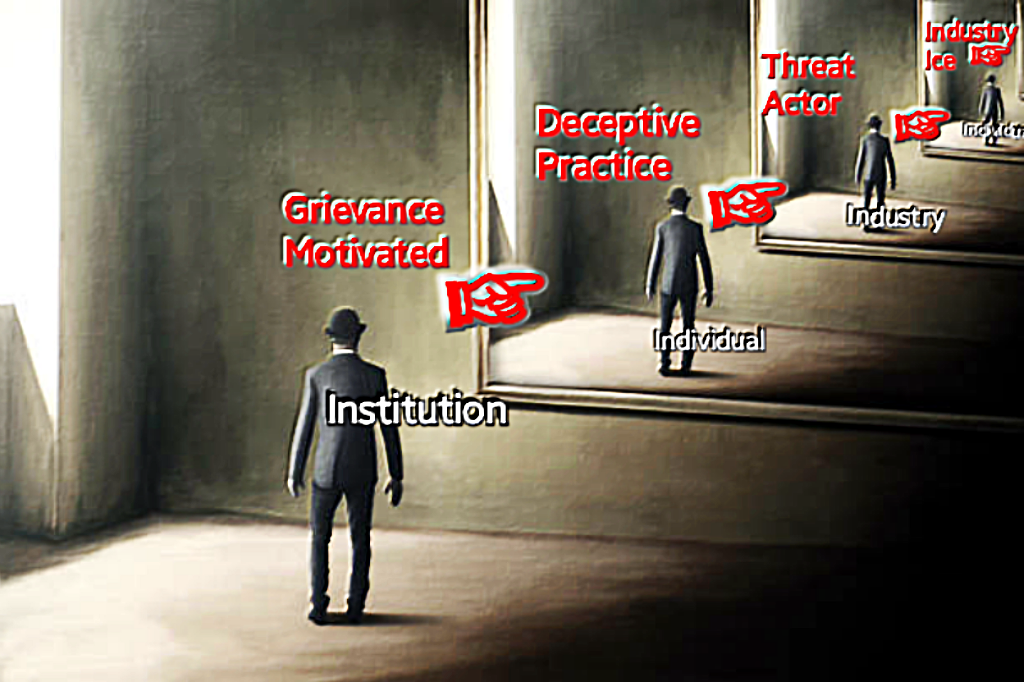 Industry
Ice
Threat
Actor
Deceptive
Practice
Grievance
Motivated
Industry
Individual
Institution